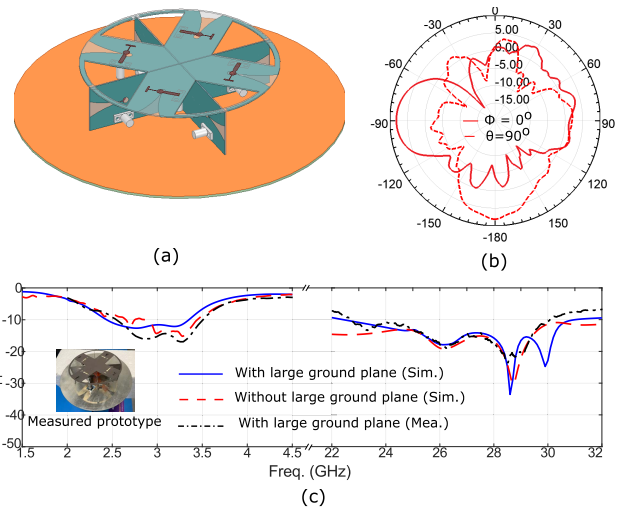 0
-30
30
-60
60
-90
90
-120
120
-150
150
-180
5.00
0.00
-5.00
-10.00
-15.00
Φ = 0°
θ=90°
(a)
(b)
0
-10
-20
-30
-40
-50
With large ground plane (Sim.)
Without large ground plane (Sim.)
With large ground plane (Mea.)
Measured prototype
1.5 2 2.5 3 3.5 4 4.5 // 22 24 26 28 30 32
Freq. (GHz)
(c)